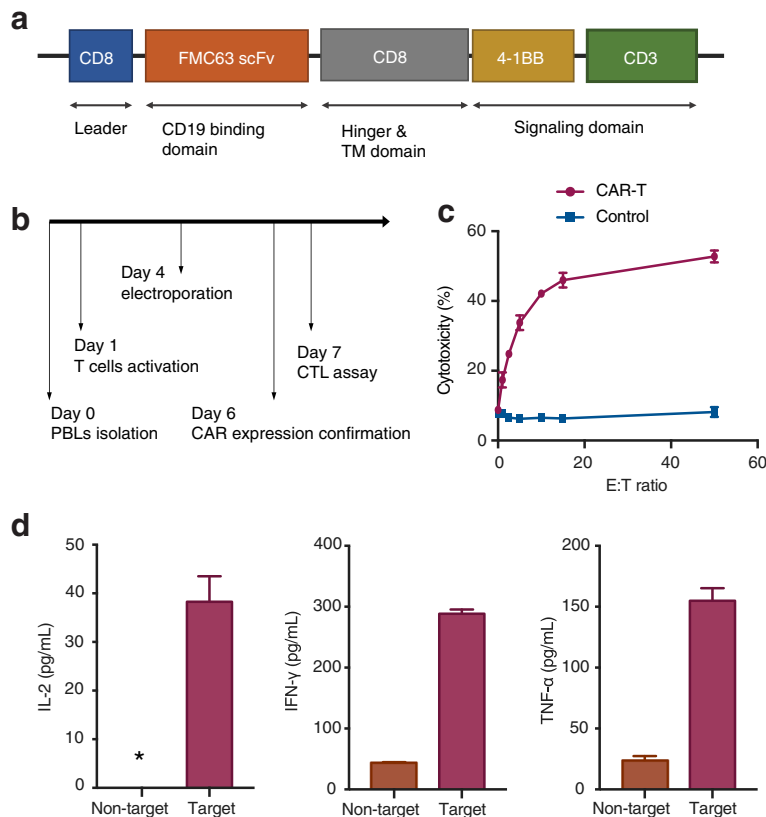 a
CD8
FMC63 scFv
CD8
4-1BB
CD3
Leader
CD19 binding
domain
Hinger &
TM domain
Signaling domain
b
Day 4
electroporation
Day 1
T cells activation
Day 7
CTL assay
Day 0
PBLs isolation
Day 6
CAR expression confirmation
c
CAR-T
Control
60
40
20
0
Cytotoxicity (%)
0
20
40
60
E:T ratio
d
50
40
30
20
10
0
IL-2 (pg/mL)
*
Non-target
Target
400
300
200
100
0
IFN-γ (pg/mL)
Non-target
Target
200
150
100
50
0
TNF-α (pg/mL)
Non-target
Target